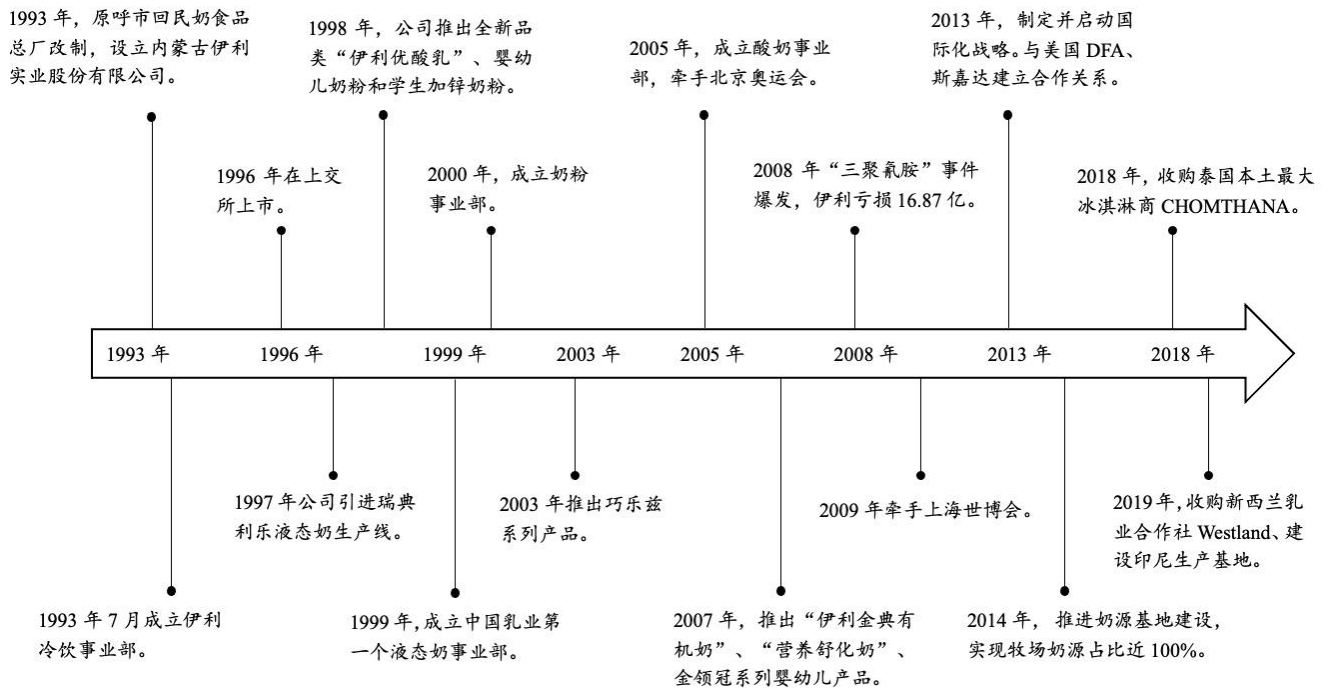 1993 年，原呼市回民奶食品
总厂改制，设立内蒙古伊利
实业股份有限公司。
1998 年，公司推出全新品
类“伊利优酸乳”、婴幼
儿奶粉和学生加锌奶粉。
2005 年，成立酸奶事业
部，牵手北京奥运会。
2013 年，制定并启动国
际化战略。与美国 DFA、
斯嘉达建立合作关系。
1996 年在上交
所上市。
2000 年，成立奶粉
事业部。
2008 年“三聚氰胺”事件
爆发，伊利亏损 16.87 亿。
2018 年，收购泰国本土最大
冰淇淋商 CHOMTHANA。
1993 年
1996 年
1999 年
2003 年
2005 年
2008 年
2013 年
2018 年
1997 年公司引进瑞典
利乐液态奶生产线。
2003 年推出巧乐兹
系列产品。
2009 年牵手上海世博会。
2019 年，收购新西兰乳
业合作社 Westland、建
设印尼生产基地。
1993 年 7 月成立伊利
冷饮事业部。
1999 年，成立中国乳业第
一个液态奶事业部。
2007 年，推出“伊利金典有
机奶”、“营养舒化奶”、
金领冠系列婴幼儿产品。
2014 年， 推进奶源基地建设，
实现牧场奶源占比近 100%。